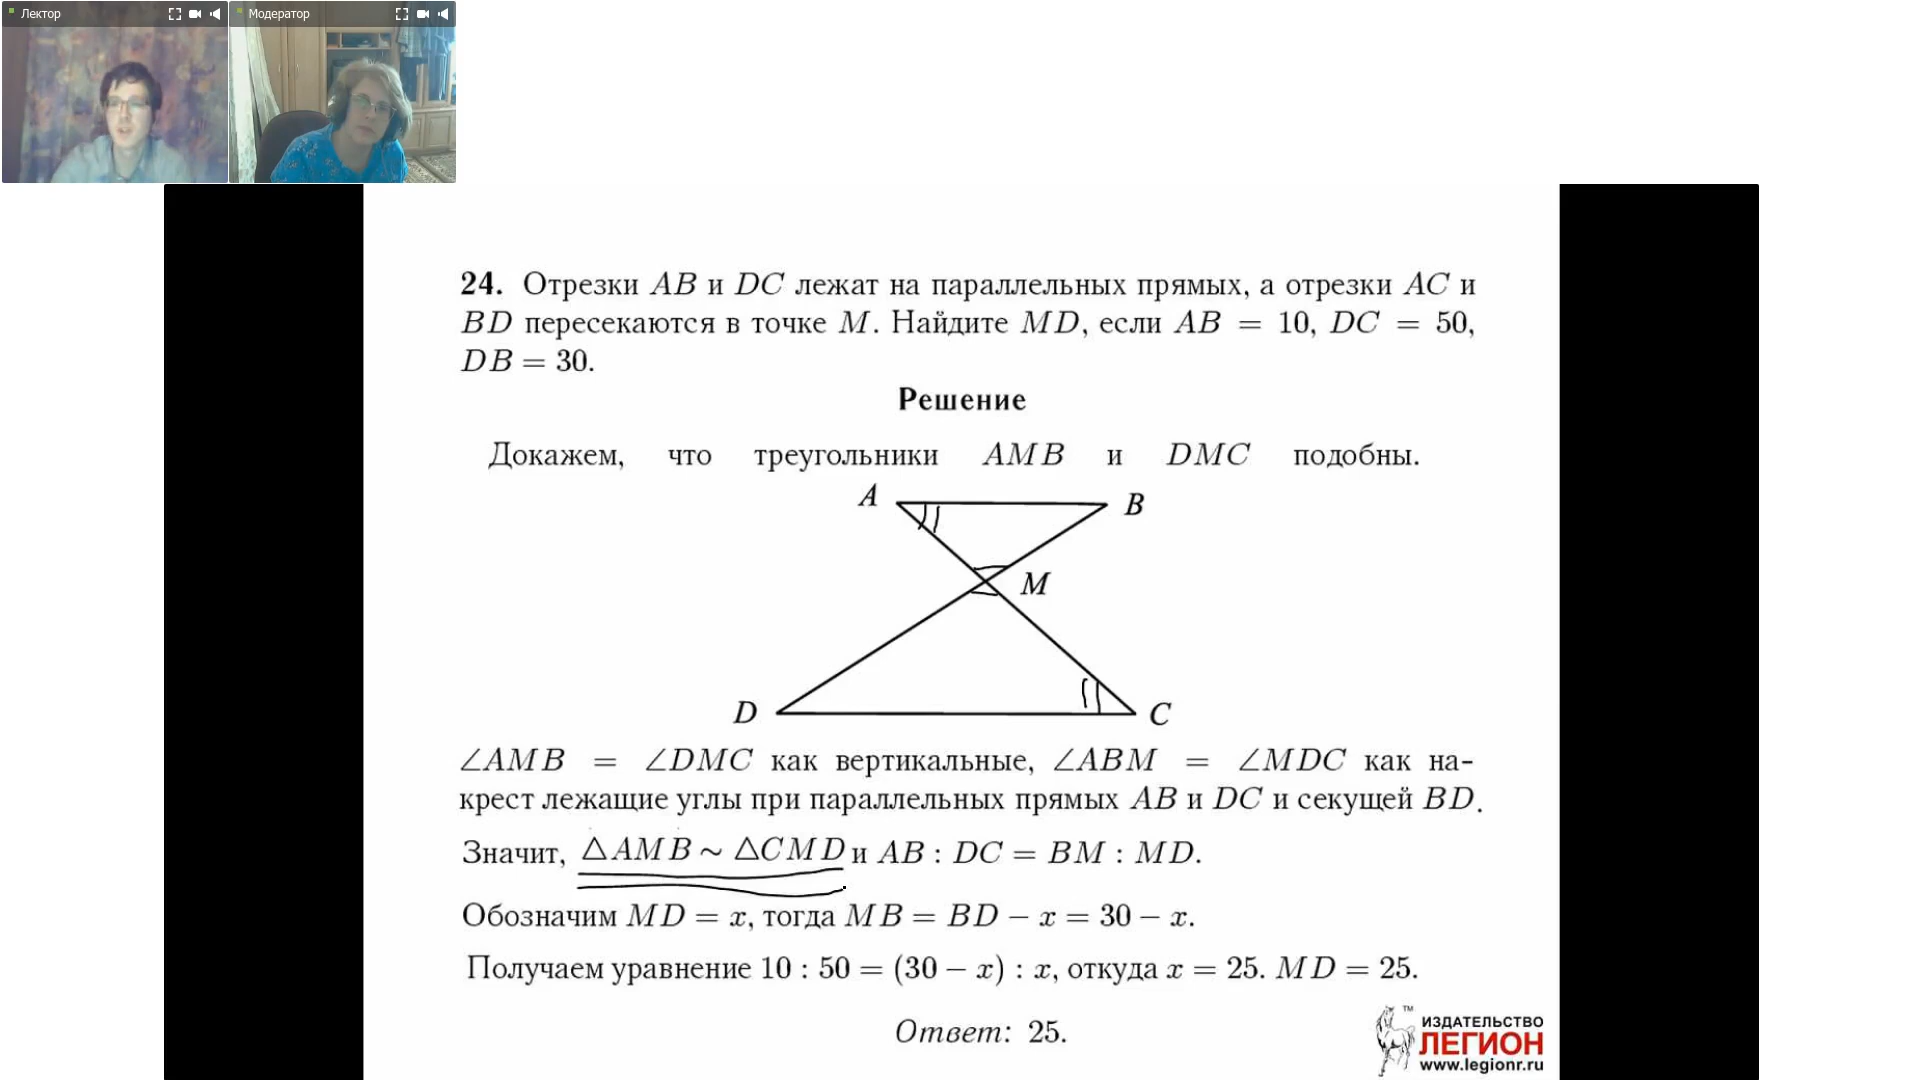 Лектор
Модератор
24. Отрезки AB и DC лежат на параллельных прямых, а отрезки AC и
BD пересекаются в точке M. Найдите MD, если AB = 10, DC = 50,
DB = 30.
Решение
Докажем, что треугольники AMB и DMC подобны.
A
B
M
D
C
∠AMB = ∠DMC как вертикальные, ∠ABM = ∠MDC как на-
крест лежащие углы при параллельных прямых AB и DC и секущей BD.
Значит, △AMB ~ △CMD и AB : DC = BM : MD.
Обозначим MD = x, тогда MB = BD − x = 30 − x.
Получаем уравнение 10 : 50 = (30 − x) : x, откуда x = 25. MD = 25.
Ответ: 25.
TM
ИЗДАТЕЛЬСТВО
ЛЕГИОН
www.legionr.ru